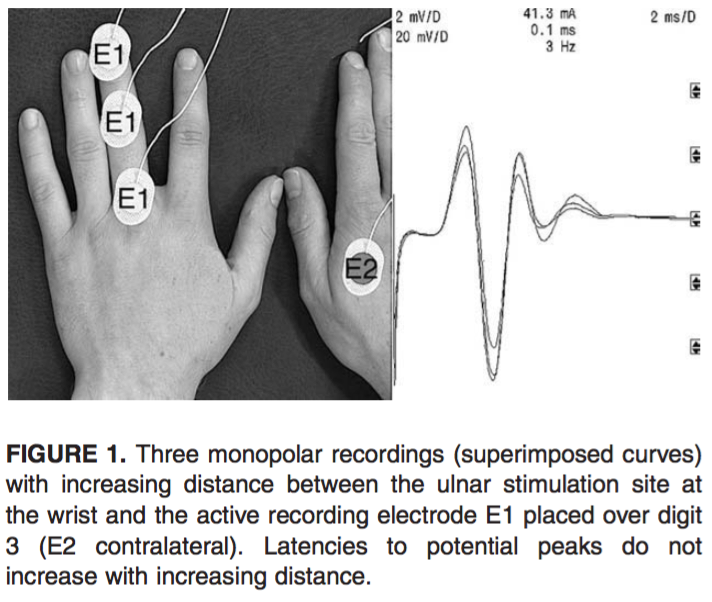 E1
E1
E1
E2
2 mV/D 41.3 mA 2 ms/D
20 mV/D 0.1 ms
3 Hz
FIGURE 1. Three monopolar recordings (superimposed curves)
with increasing distance between the ulnar stimulation site at
the wrist and the active recording electrode E1 placed over digit
3 (E2 contralateral). Latencies to potential peaks do not
increase with increasing distance.